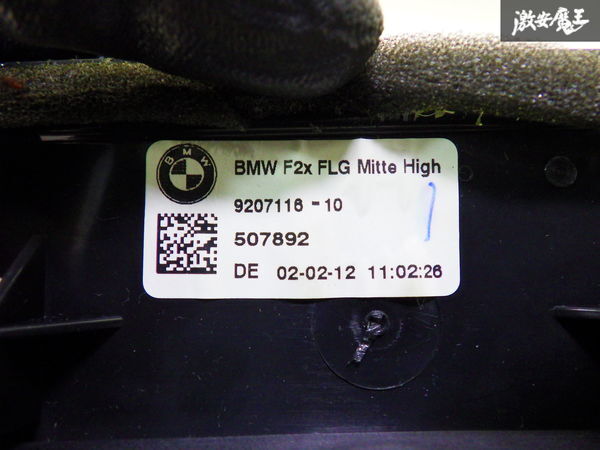 激安魔王
BMW
BMW F2x FLG Mitte High
9207116 - 10
507892
DE 02-02-12 11:02:26